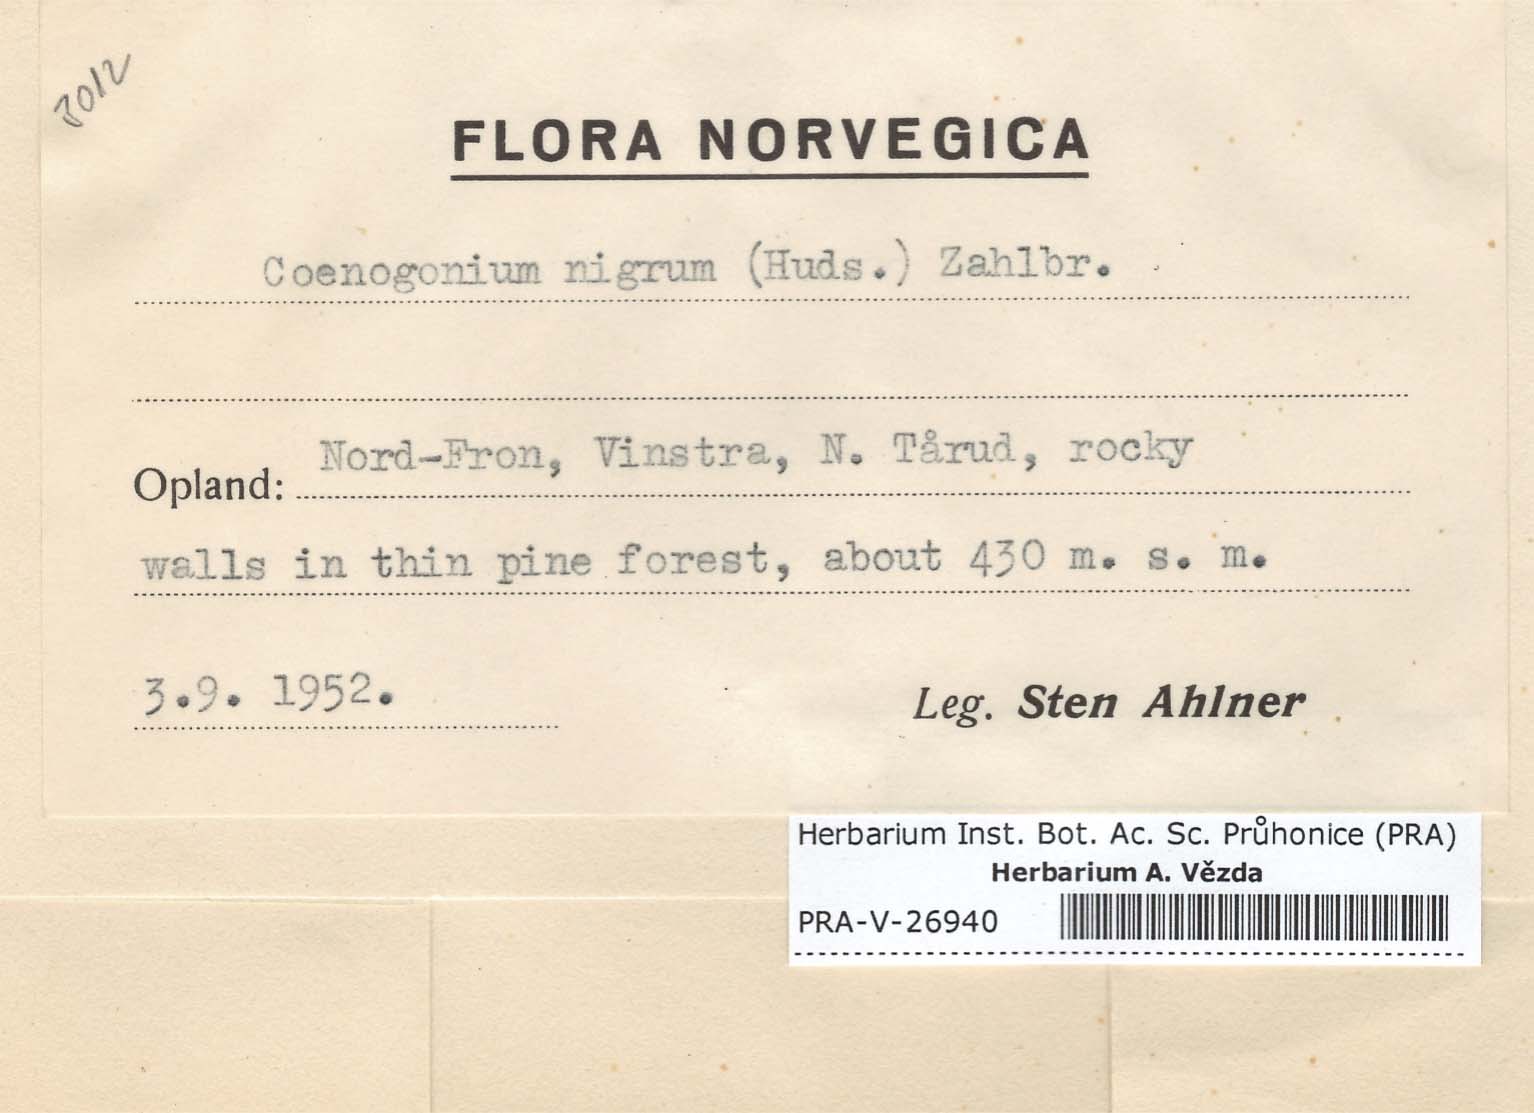 8012
FLORA NORVEGICA
Coenogonium nigrum (Huds.) Zahlbr.
Opland: Nord-Fron, Vinstra, N. Tårud, rocky
walls in thin pine forest, about 430 m. s. m.
3.9. 1952.
Leg. Sten Ahlner
Herbarium Inst. Bot. Ac. Sc. Průhonice (PRA)
Herbarium A. Vězda
PRA-V-26940